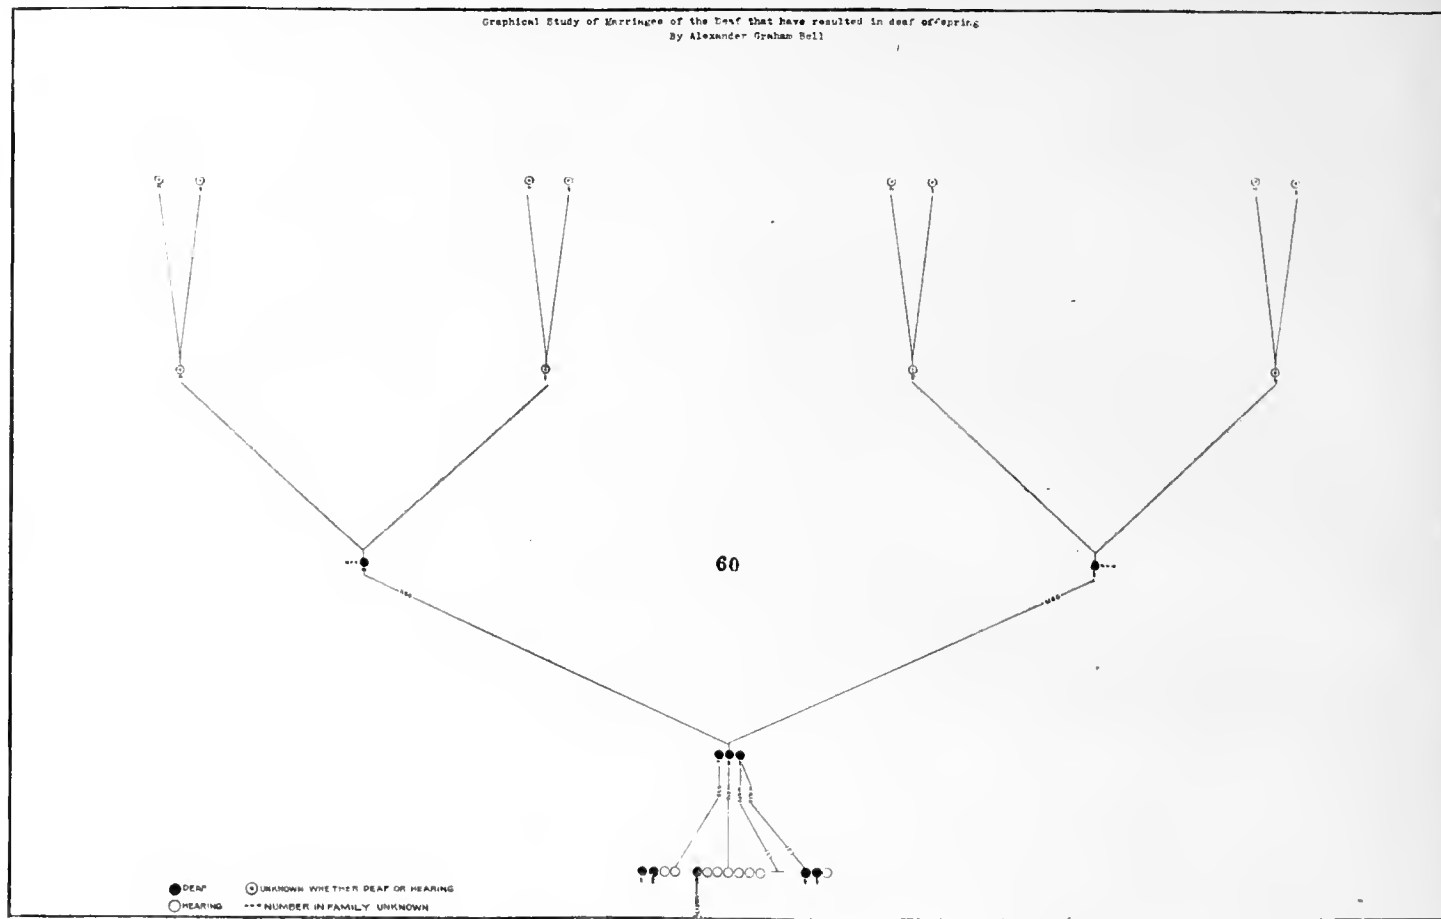 Graphical Study of Marriages of the Deaf that have resulted in deaf offspring
By Alexander Graham Bell
60
DEAF
UNKNOWN WHETHER DEAF OR HEARING
HEARING
NUMBER IN FAMILY UNKNOWN